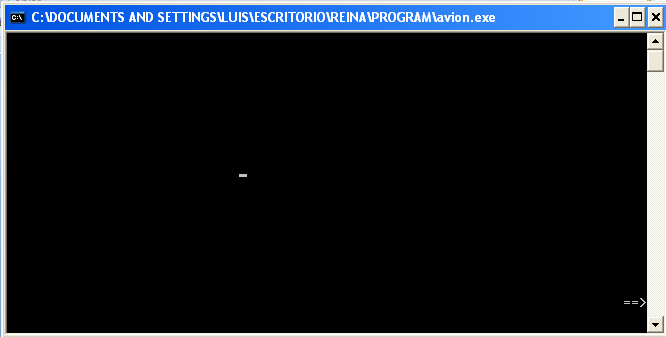 C:\DOCUMENTS AND SETTINGS\LUIS\ESCRITORIO\REINA\PROGRAM\avion.exe
==>